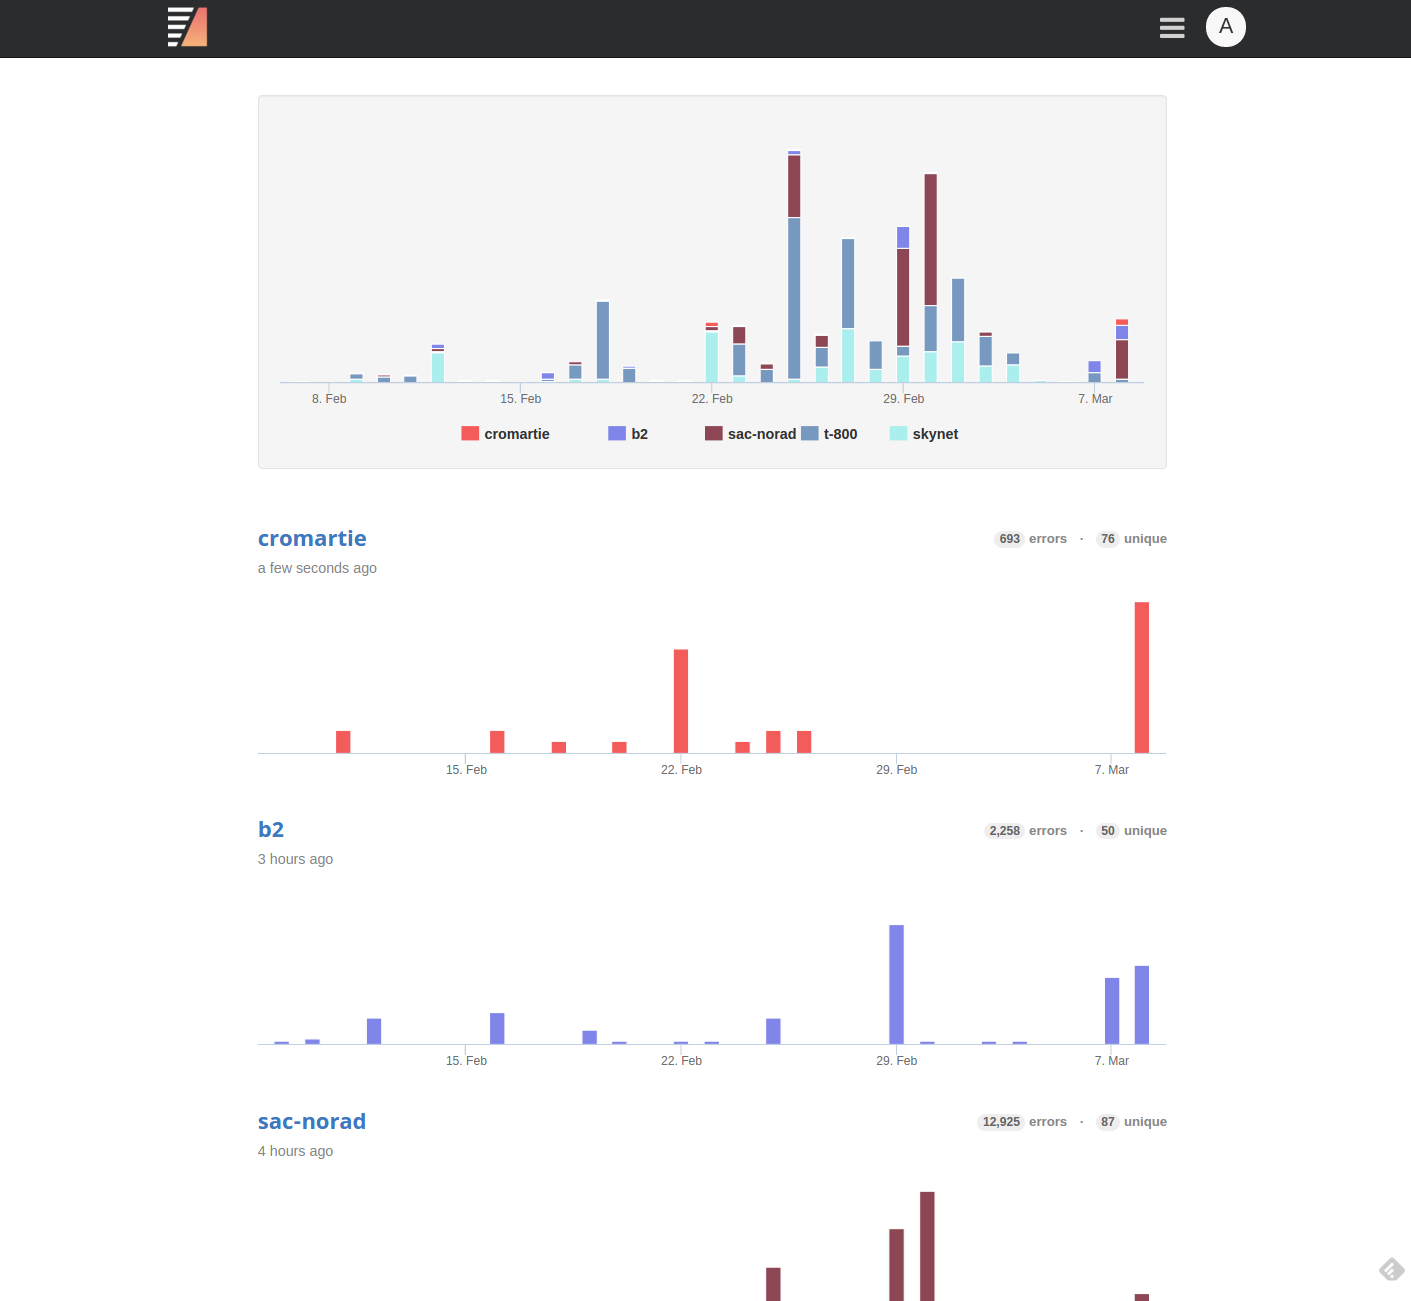 A
8. Feb 15. Feb 22. Feb 29. Feb 7. Mar
cromartie b2 sac-norad t-800 skynet
cromartie 693 errors · 76 unique
a few seconds ago
15. Feb 22. Feb 29. Feb 7. Mar
b2 2,258 errors · 50 unique
3 hours ago
15. Feb 22. Feb 29. Feb 7. Mar
sac-norad 12,925 errors · 87 unique
4 hours ago